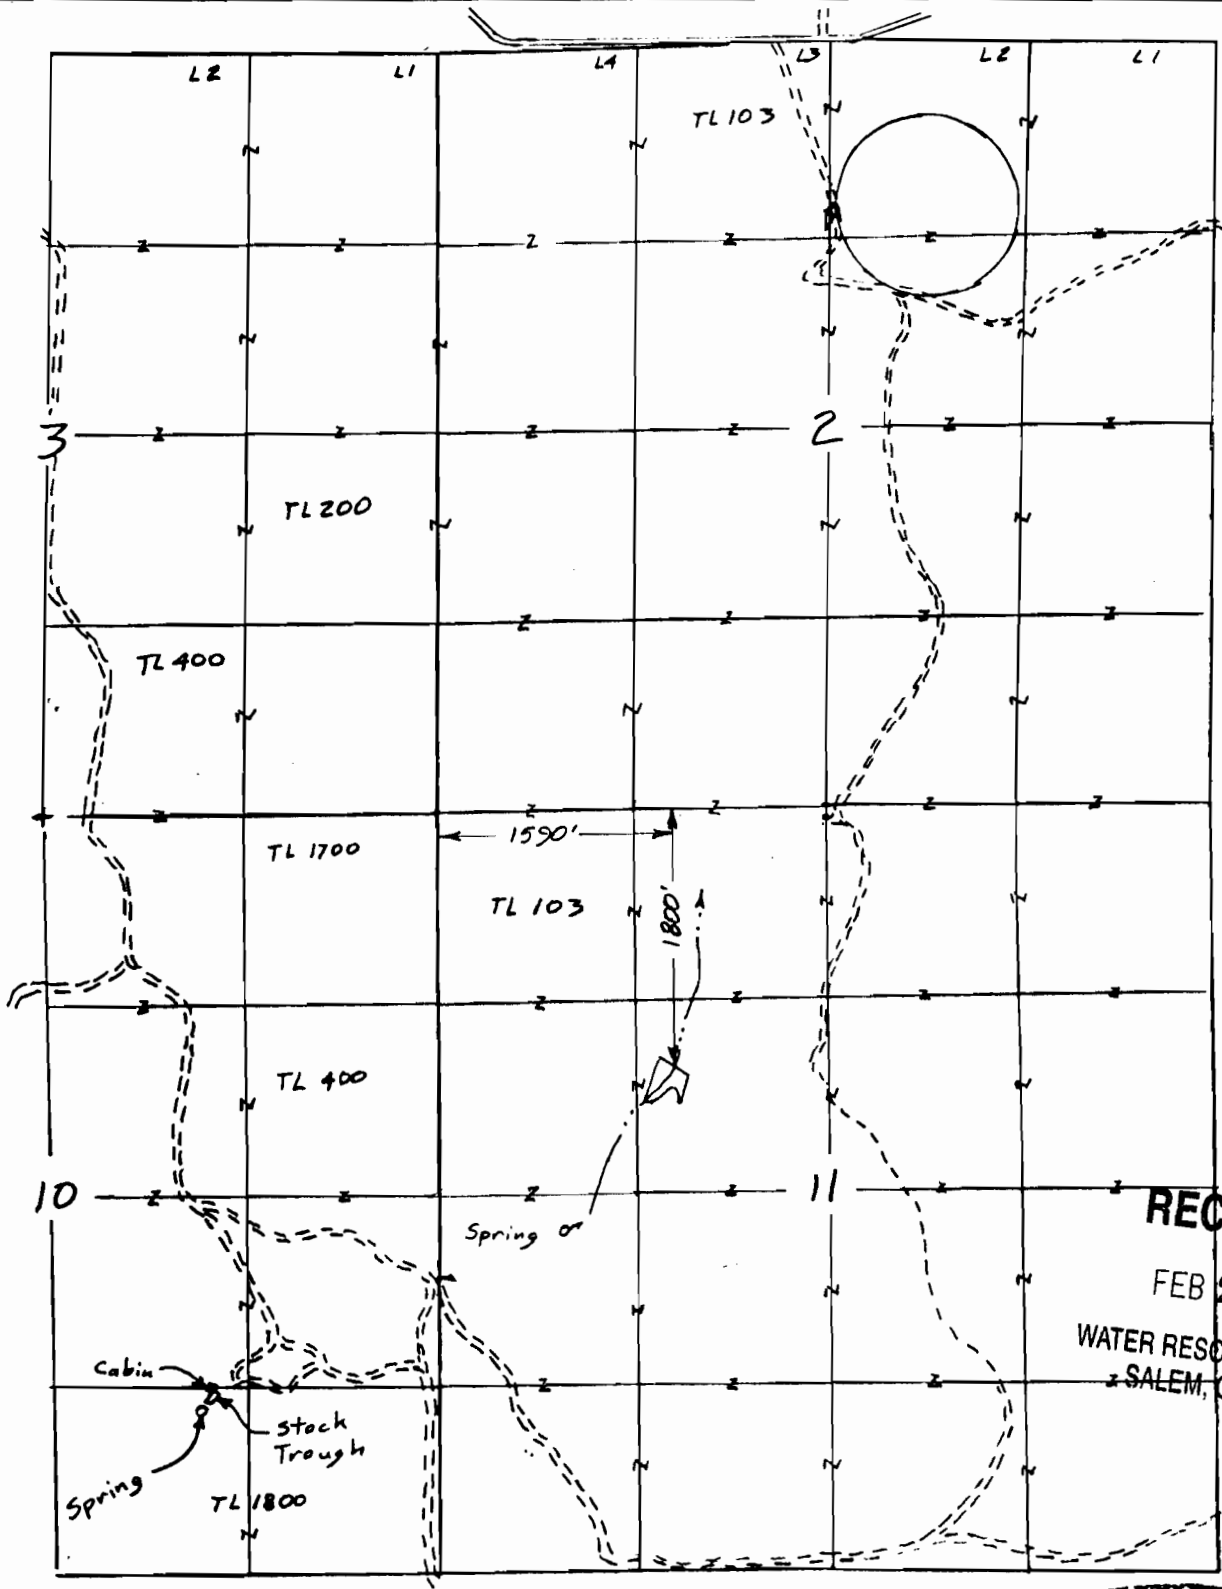 L2 L1 L4 L3 L2 L1
TL 103
3
2
TL 200
TL 400
1590'
TL 1700
TL 103
1800'
TL 400
10
11
REC
Spring
FEB
WATER RESO
SALEM,
Cabin
Stock
Trough
Spring
TL 1800